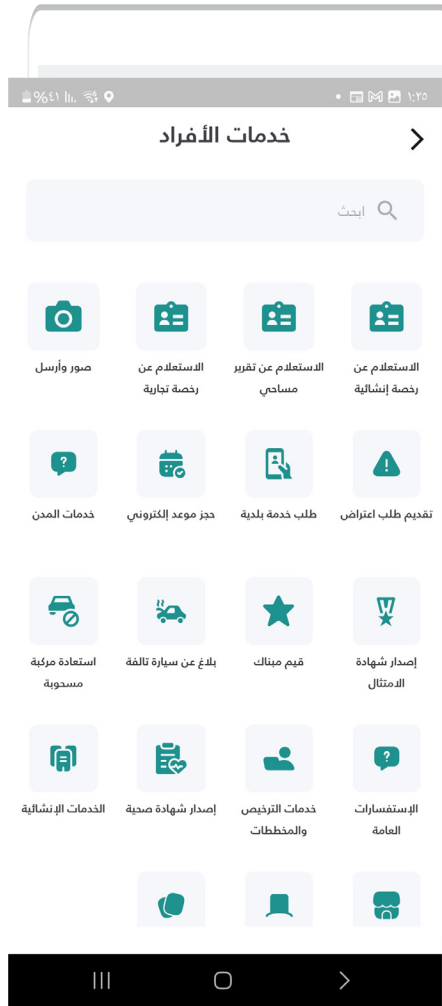 ١:٢٥
%٤١
خدمات الأفراد
ابحث
الاستعلام عن
رخصة إنشائية
الاستعلام عن تقرير
مساحي
الاستعلام عن
رخصة تجارية
صور وأرسل
تقديم طلب اعتراض
طلب خدمة بلدية
حجز موعد إلكتروني
خدمات المدن
إصدار شهادة
الامتثال
قيم مبناك
بلاغ عن سيارة تالفة
استعادة مركبة
مسحوبة
الإستفسارات
العامة
خدمات الترخيص
والمخططات
إصدار شهادة صحية
الخدمات الإنشائية